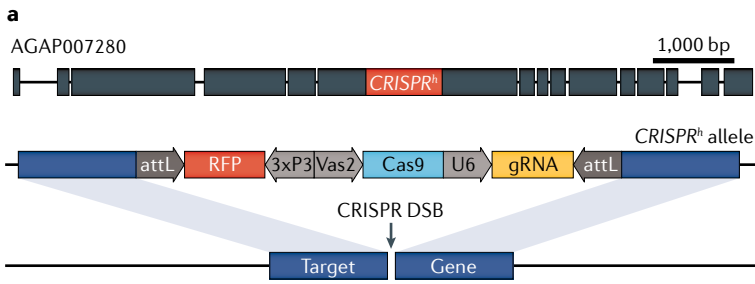 a
AGAP007280
1,000 bp
CRISPRʰ
CRISPRʰ allele
attL RFP 3xP3 Vas2 Cas9 U6 gRNA attL
CRISPR DSB
Target Gene